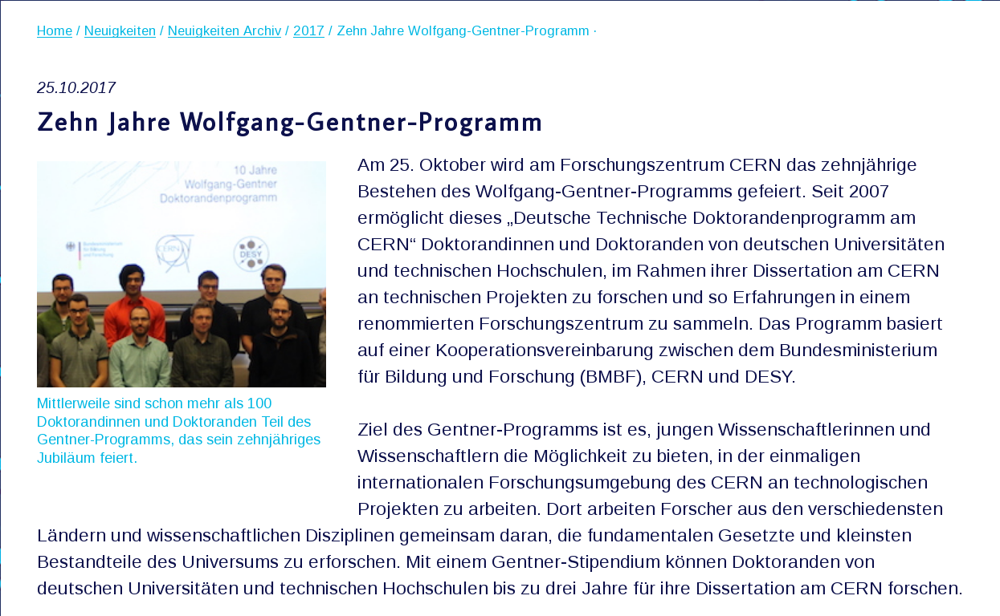 Home / Neuigkeiten / Neuigkeiten Archiv / 2017 / Zehn Jahre Wolfgang-Gentner-Programm ·
25.10.2017
Zehn Jahre Wolfgang-Gentner-Programm
10 Jahre
Wolfgang-Gentner
Doktorandenprogramm
Bundesministerium
für Bildung
und Forschung
CERN
DESY
Mittlerweile sind schon mehr als 100
Doktorandinnen und Doktoranden Teil des
Gentner-Programms, das sein zehnjähriges
Jubiläum feiert.
Am 25. Oktober wird am Forschungszentrum CERN das zehnjährige
Bestehen des Wolfgang-Gentner-Programms gefeiert. Seit 2007
ermöglicht dieses „Deutsche Technische Doktorandenprogramm am
CERN“ Doktorandinnen und Doktoranden von deutschen Universitäten
und technischen Hochschulen, im Rahmen ihrer Dissertation am CERN
an technischen Projekten zu forschen und so Erfahrungen in einem
renommierten Forschungszentrum zu sammeln. Das Programm basiert
auf einer Kooperationsvereinbarung zwischen dem Bundesministerium
für Bildung und Forschung (BMBF), CERN und DESY.
Ziel des Gentner-Programms ist es, jungen Wissenschaftlerinnen und
Wissenschaftlern die Möglichkeit zu bieten, in der einmaligen
internationalen Forschungsumgebung des CERN an technologischen
Projekten zu arbeiten. Dort arbeiten Forscher aus den verschiedensten
Ländern und wissenschaftlichen Disziplinen gemeinsam daran, die fundamentalen Gesetzte und kleinsten
Bestandteile des Universums zu erforschen. Mit einem Gentner-Stipendium können Doktoranden von
deutschen Universitäten und technischen Hochschulen bis zu drei Jahre für ihre Dissertation am CERN forschen.